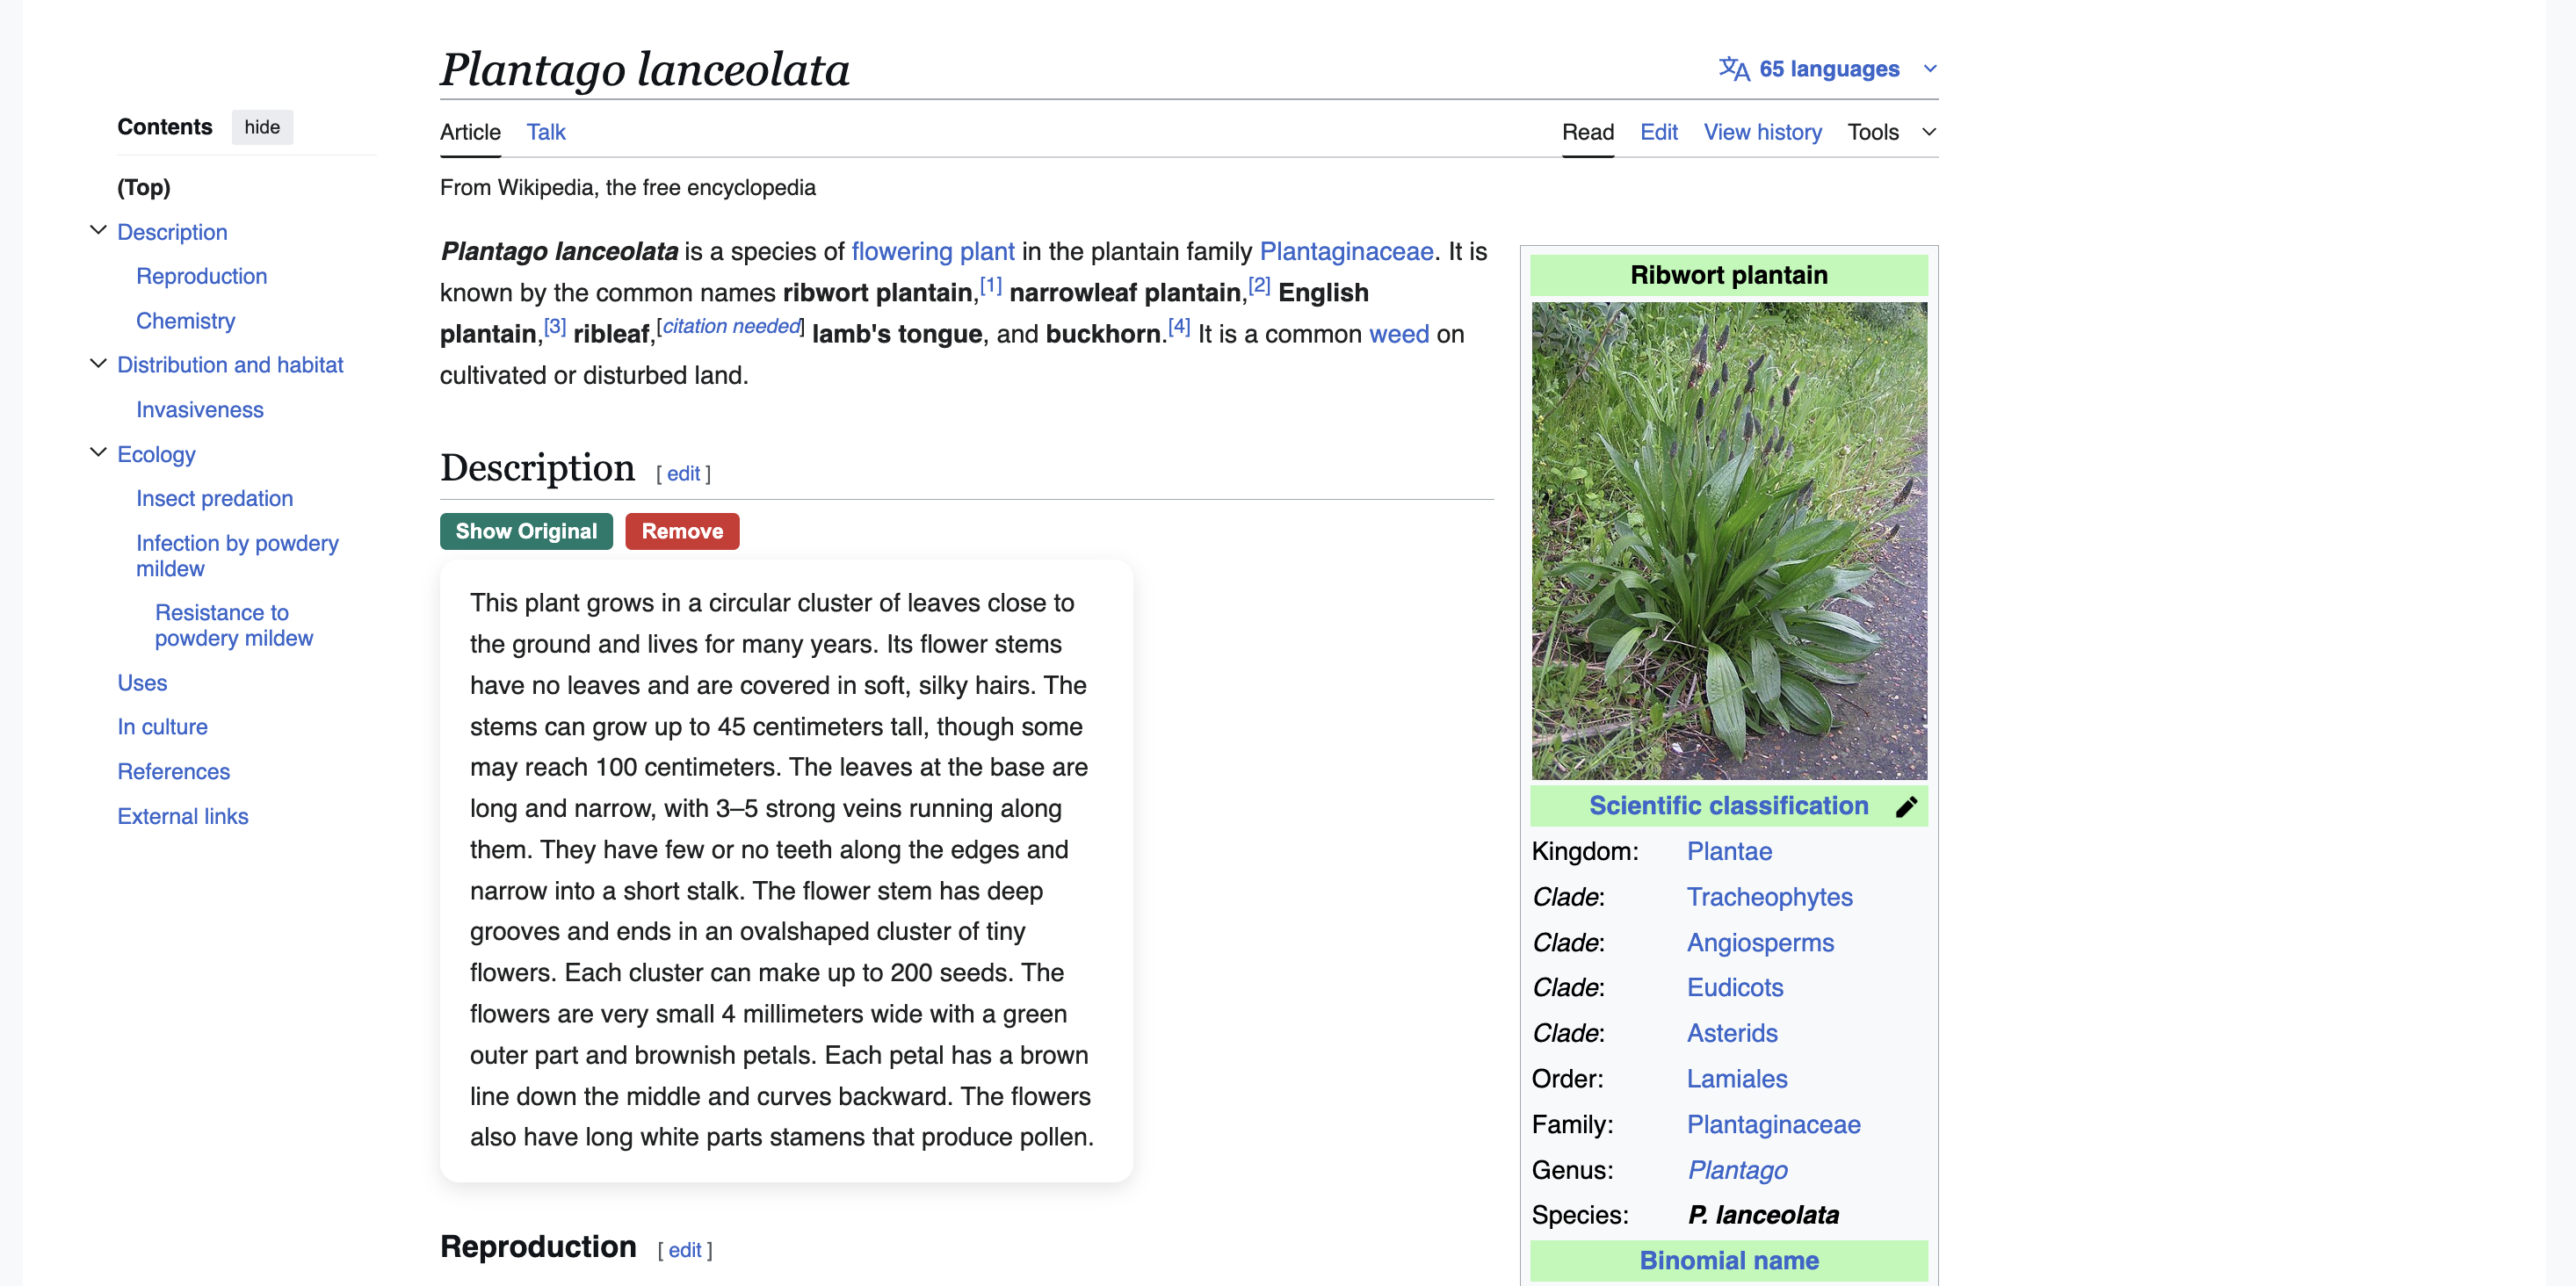 Plantago lanceolata
65 languages
Contents hide
Article Talk
Read Edit View history Tools
From Wikipedia, the free encyclopedia
(Top)
Description
Reproduction
Chemistry
Distribution and habitat
Invasiveness
Ecology
Insect predation
Infection by powdery
mildew
Resistance to
powdery mildew
Uses
In culture
References
External links
Plantago lanceolata is a species of flowering plant in the plantain family Plantaginaceae. It is
known by the common names ribwort plantain,[1] narrowleaf plantain,[2] English
plantain,[3] ribleaf,[citation needed] lamb's tongue, and buckhorn.[4] It is a common weed on
cultivated or disturbed land.
Description [ edit ]
Show Original Remove
This plant grows in a circular cluster of leaves close to
the ground and lives for many years. Its flower stems
have no leaves and are covered in soft, silky hairs. The
stems can grow up to 45 centimeters tall, though some
may reach 100 centimeters. The leaves at the base are
long and narrow, with 3–5 strong veins running along
them. They have few or no teeth along the edges and
narrow into a short stalk. The flower stem has deep
grooves and ends in an ovalshaped cluster of tiny
flowers. Each cluster can make up to 200 seeds. The
flowers are very small 4 millimeters wide with a green
outer part and brownish petals. Each petal has a brown
line down the middle and curves backward. The flowers
also have long white parts stamens that produce pollen.
Reproduction [ edit ]
Ribwort plantain
Scientific classification
Kingdom: Plantae
Clade: Tracheophytes
Clade: Angiosperms
Clade: Eudicots
Clade: Asterids
Order: Lamiales
Family: Plantaginaceae
Genus: Plantago
Species: P. lanceolata
Binomial name